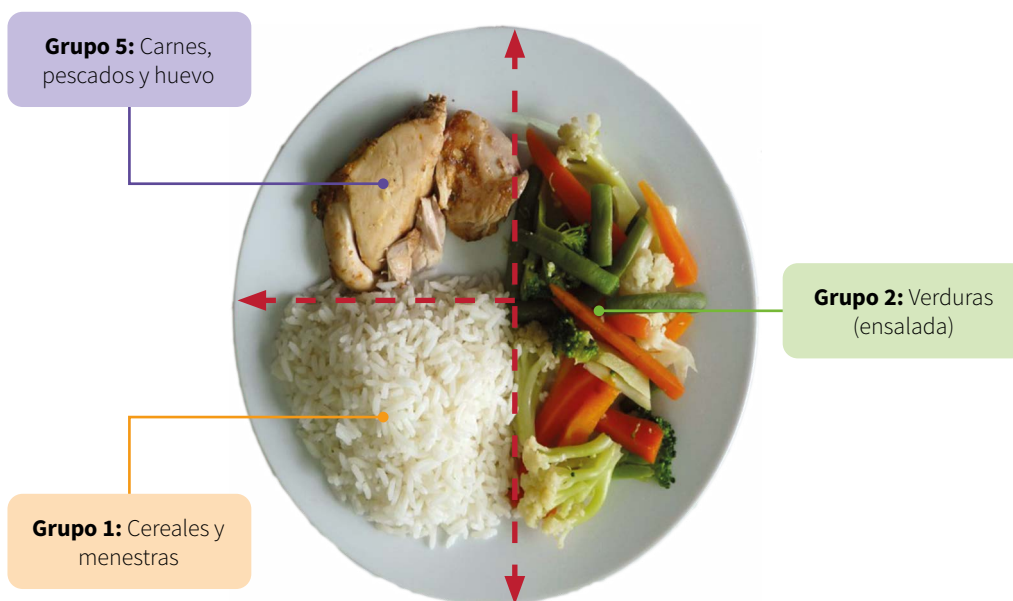 Grupo 5: Carnes,
pescados y huevo
Grupo 2: Verduras
(ensalada)
Grupo 1: Cereales y
menestras